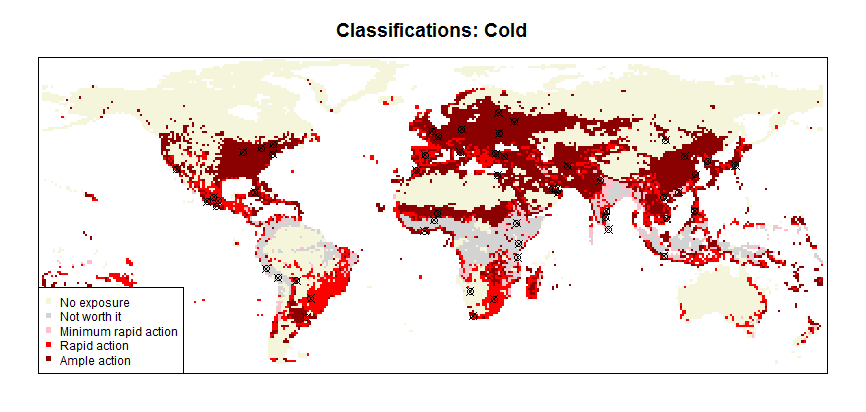 Classifications: Cold
No exposure
Not worth it
Minimum rapid action
Rapid action
Ample action